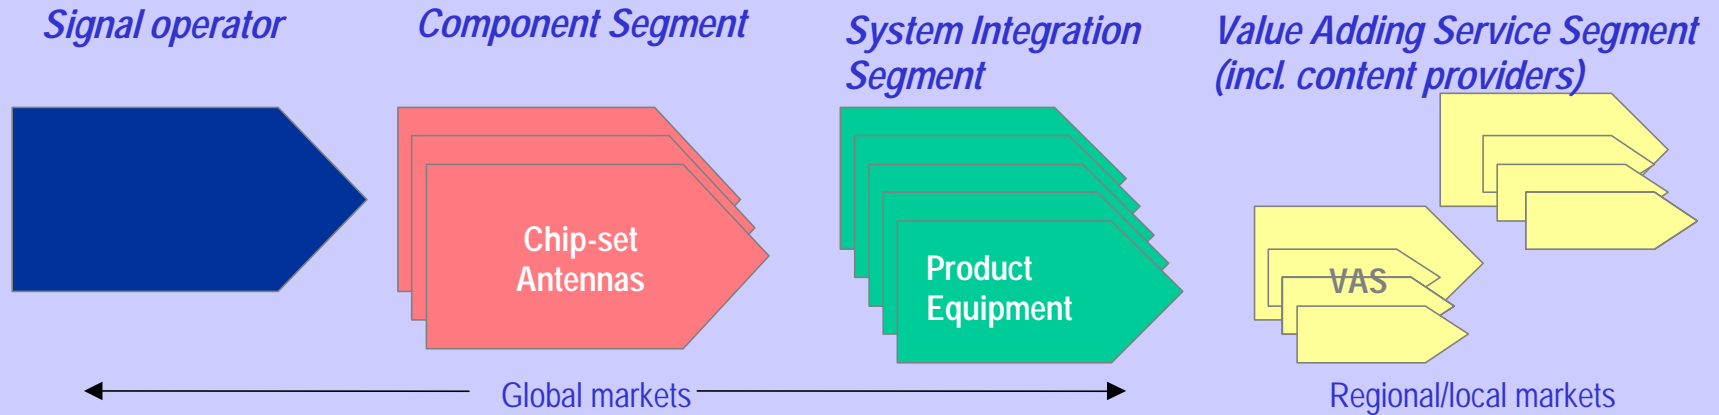 Signal operator
Component Segment
System Integration
Segment
Value Adding Service Segment
(incl. content providers)
Chip-set
Antennas
Product
Equipment
VAS
Global markets
Regional/local markets